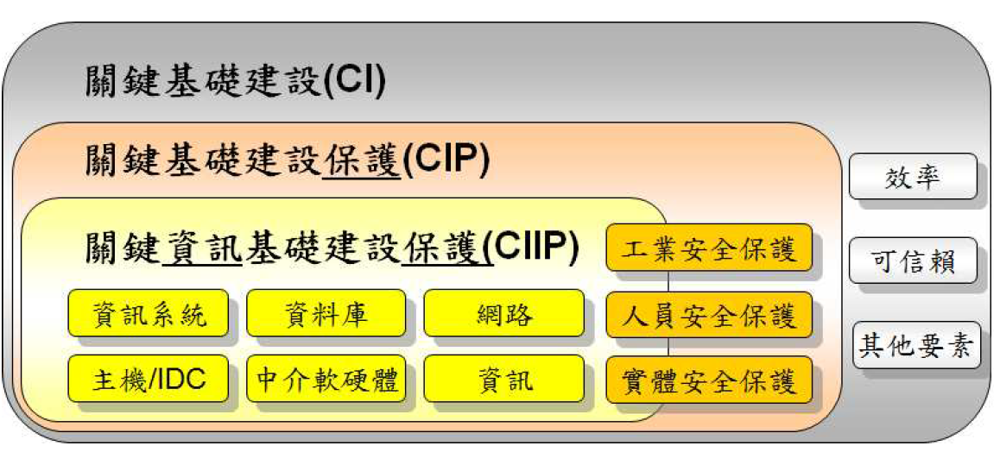 關鍵基礎建設(CI)
關鍵基礎建設保護(CIP)
效率
關鍵資訊基礎建設保護(CIIP)
工業安全保護
可信賴
資訊系統
資料庫
網路
人員安全保護
其他要素
主機/IDC
中介軟硬體
資訊
實體安全保護